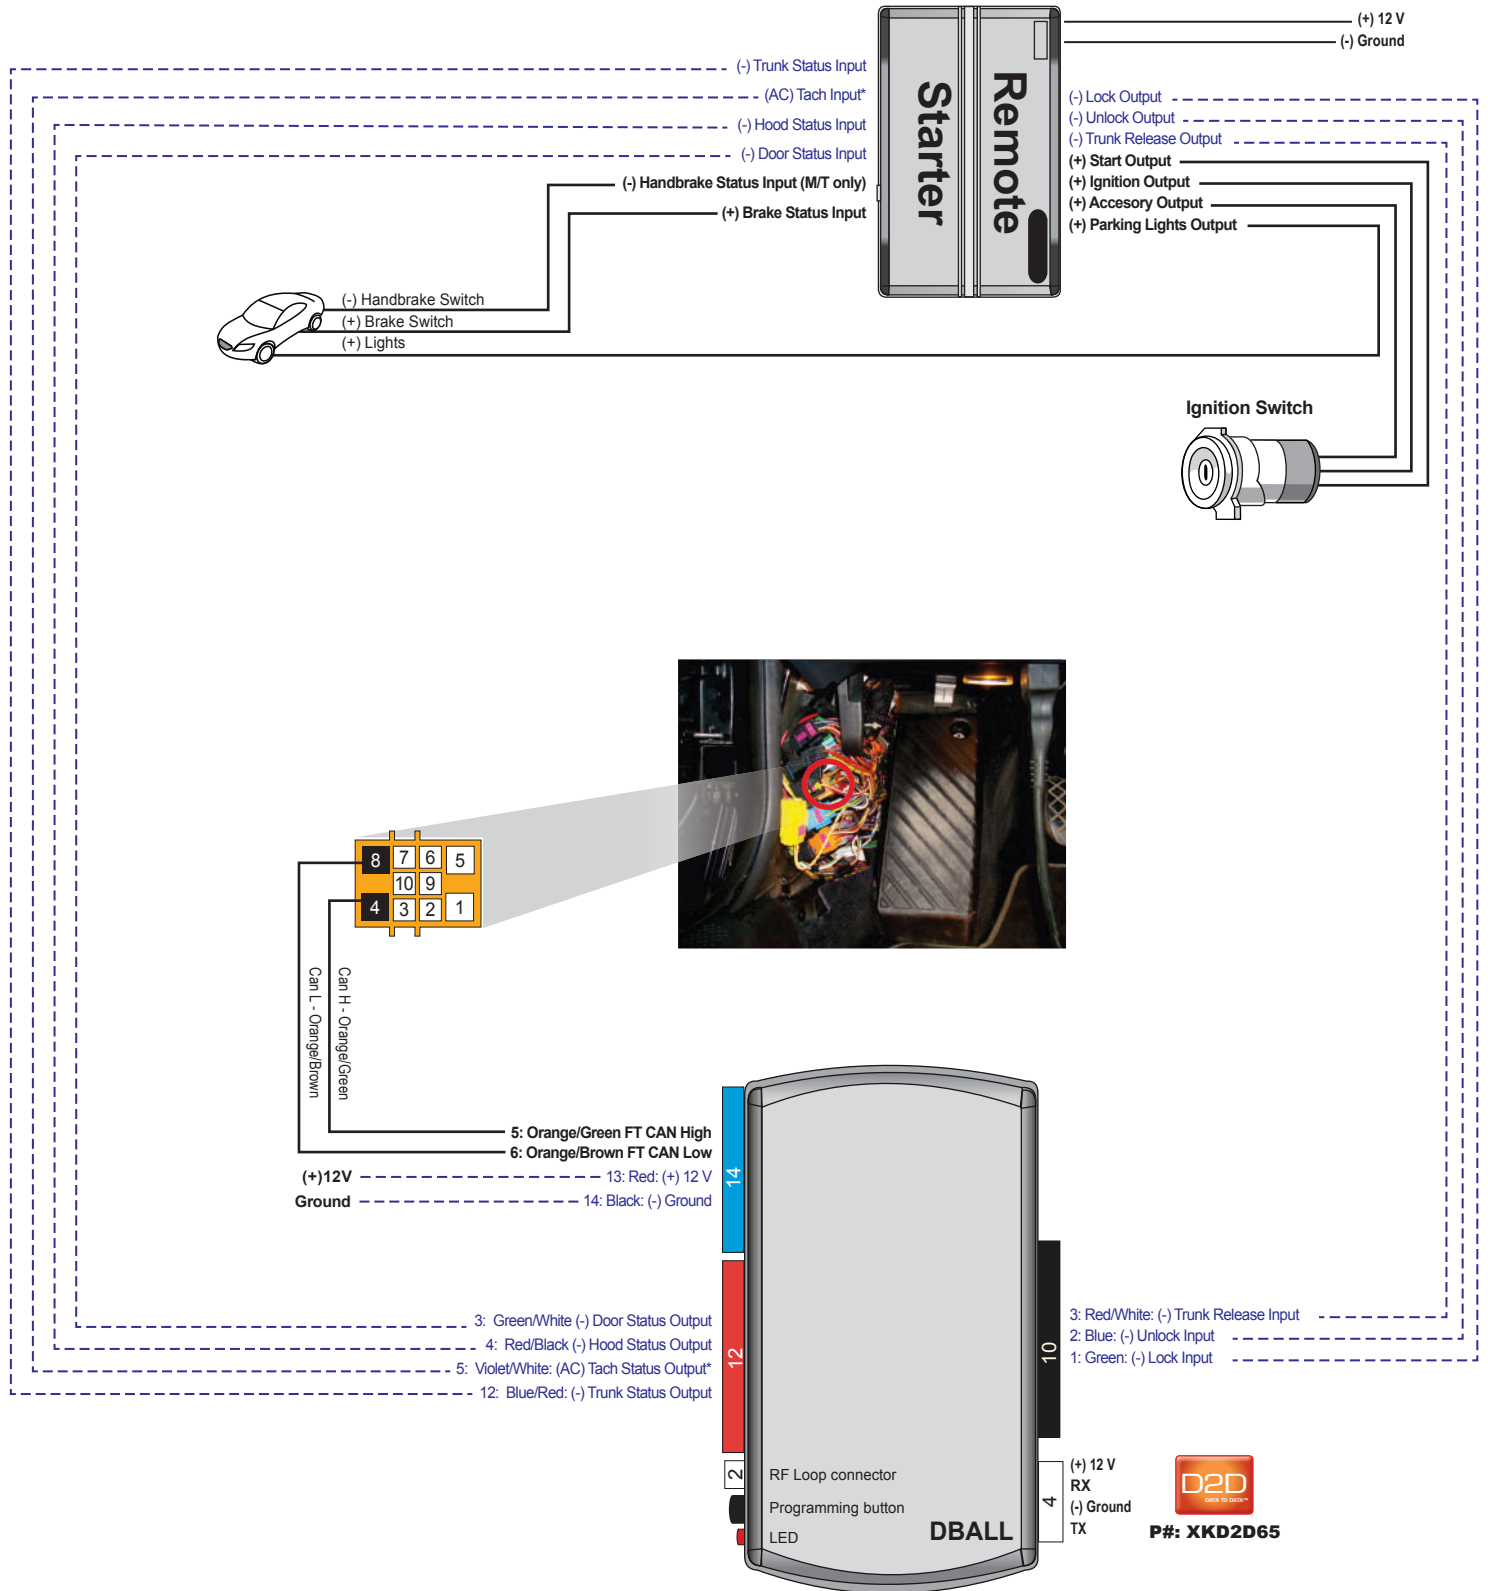 (+) 12 V
(-) Ground
(-) Trunk Status Input
(AC) Tach Input*
(-) Hood Status Input
(-) Door Status Input
(-) Handbrake Status Input (M/T only)
(+) Brake Status Input
Remote
Starter
(-) Lock Output
(-) Unlock Output
(-) Trunk Release Output
(+) Start Output
(+) Ignition Output
(+) Accesory Output
(+) Parking Lights Output
(-) Handbrake Switch
(+) Brake Switch
(+) Lights
Ignition Switch
8 7 6 5
10 9
4 3 2 1
Can L - Orange/Brown
Can H - Orange/Green
5: Orange/Green FT CAN High
6: Orange/Brown FT CAN Low
(+)12V
13: Red: (+) 12 V
Ground
14: Black: (-) Ground
14
3: Green/White (-) Door Status Output
4: Red/Black (-) Hood Status Output
5: Violet/White: (AC) Tach Status Output*
12: Blue/Red: (-) Trunk Status Output
12
10
3: Red/White: (-) Trunk Release Input
2: Blue: (-) Unlock Input
1: Green: (-) Lock Input
2
RF Loop connector
Programming button
LED
DBALL
4
(+) 12 V
RX
(-) Ground
TX
D2D
DATA TO DATA™
P#: XKD2D65